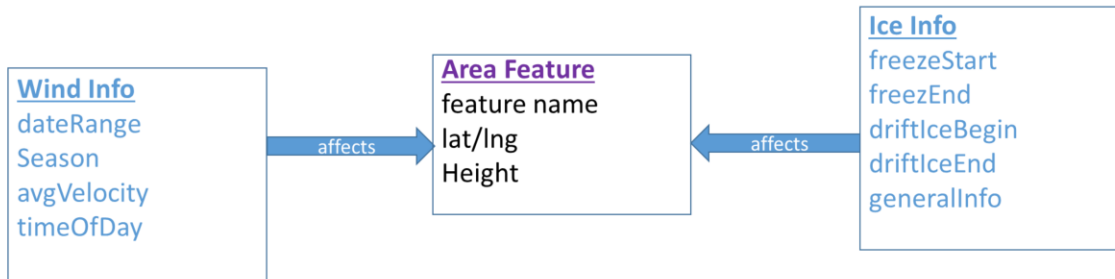 Wind Info
dateRange
Season
avgVelocity
timeOfDay
affects
Area Feature
feature name
lat/lng
Height
affects
Ice Info
freezeStart
freezEnd
driftIceBegin
driftIceEnd
generalInfo